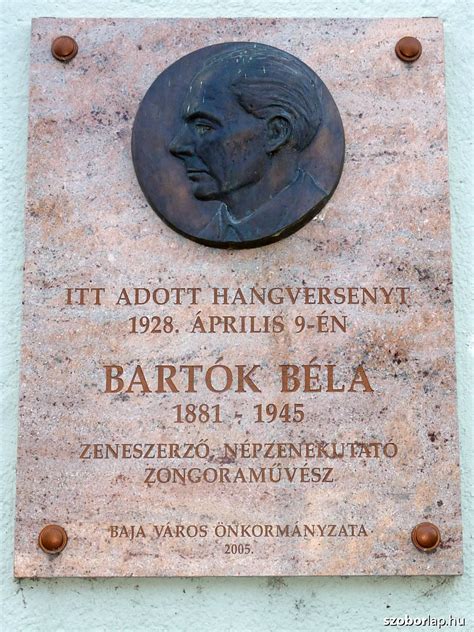 ITT ADOTT HANGVERSENYT
1928. ÁPRILIS 9-ÉN
BARTÓK BÉLA
1881 - 1945
ZENESZERZŐ, NÉPZENEKUTATÓ
ZONGORAMŰVÉSZ
BAJA VÁROS ÖNKORMÁNYZATA
2005.
szoborlap.hu